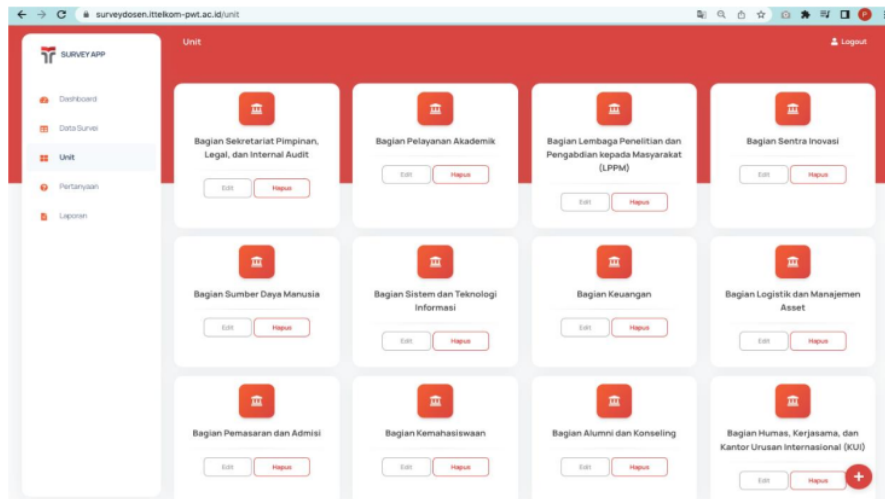 surveydosen.ittelkom-pwt.ac.id/unit
P
SURVEY APP
Dashboard
Data Survei
Unit
Pertanyaan
Laporan
Unit
Logout
Bagian Sekretariat Pimpinan,
Legal, dan Internal Audit
Edit Hapus
Bagian Pelayanan Akademik
Edit Hapus
Bagian Lembaga Penelitian dan
Pengabdian kepada Masyarakat
(LPPM)
Edit Hapus
Bagian Sentra Inovasi
Edit Hapus
Bagian Sumber Daya Manusia
Edit Hapus
Bagian Sistem dan Teknologi
Informasi
Edit Hapus
Bagian Keuangan
Edit Hapus
Bagian Logistik dan Manajemen
Asset
Edit Hapus
Bagian Pemasaran dan Admisi
Edit Hapus
Bagian Kemahasiswaan
Edit Hapus
Bagian Alumni dan Konseling
Edit Hapus
Bagian Humas, Kerjasama, dan
Kantor Urusan Internasional (KUI)
Edit Hapus
+